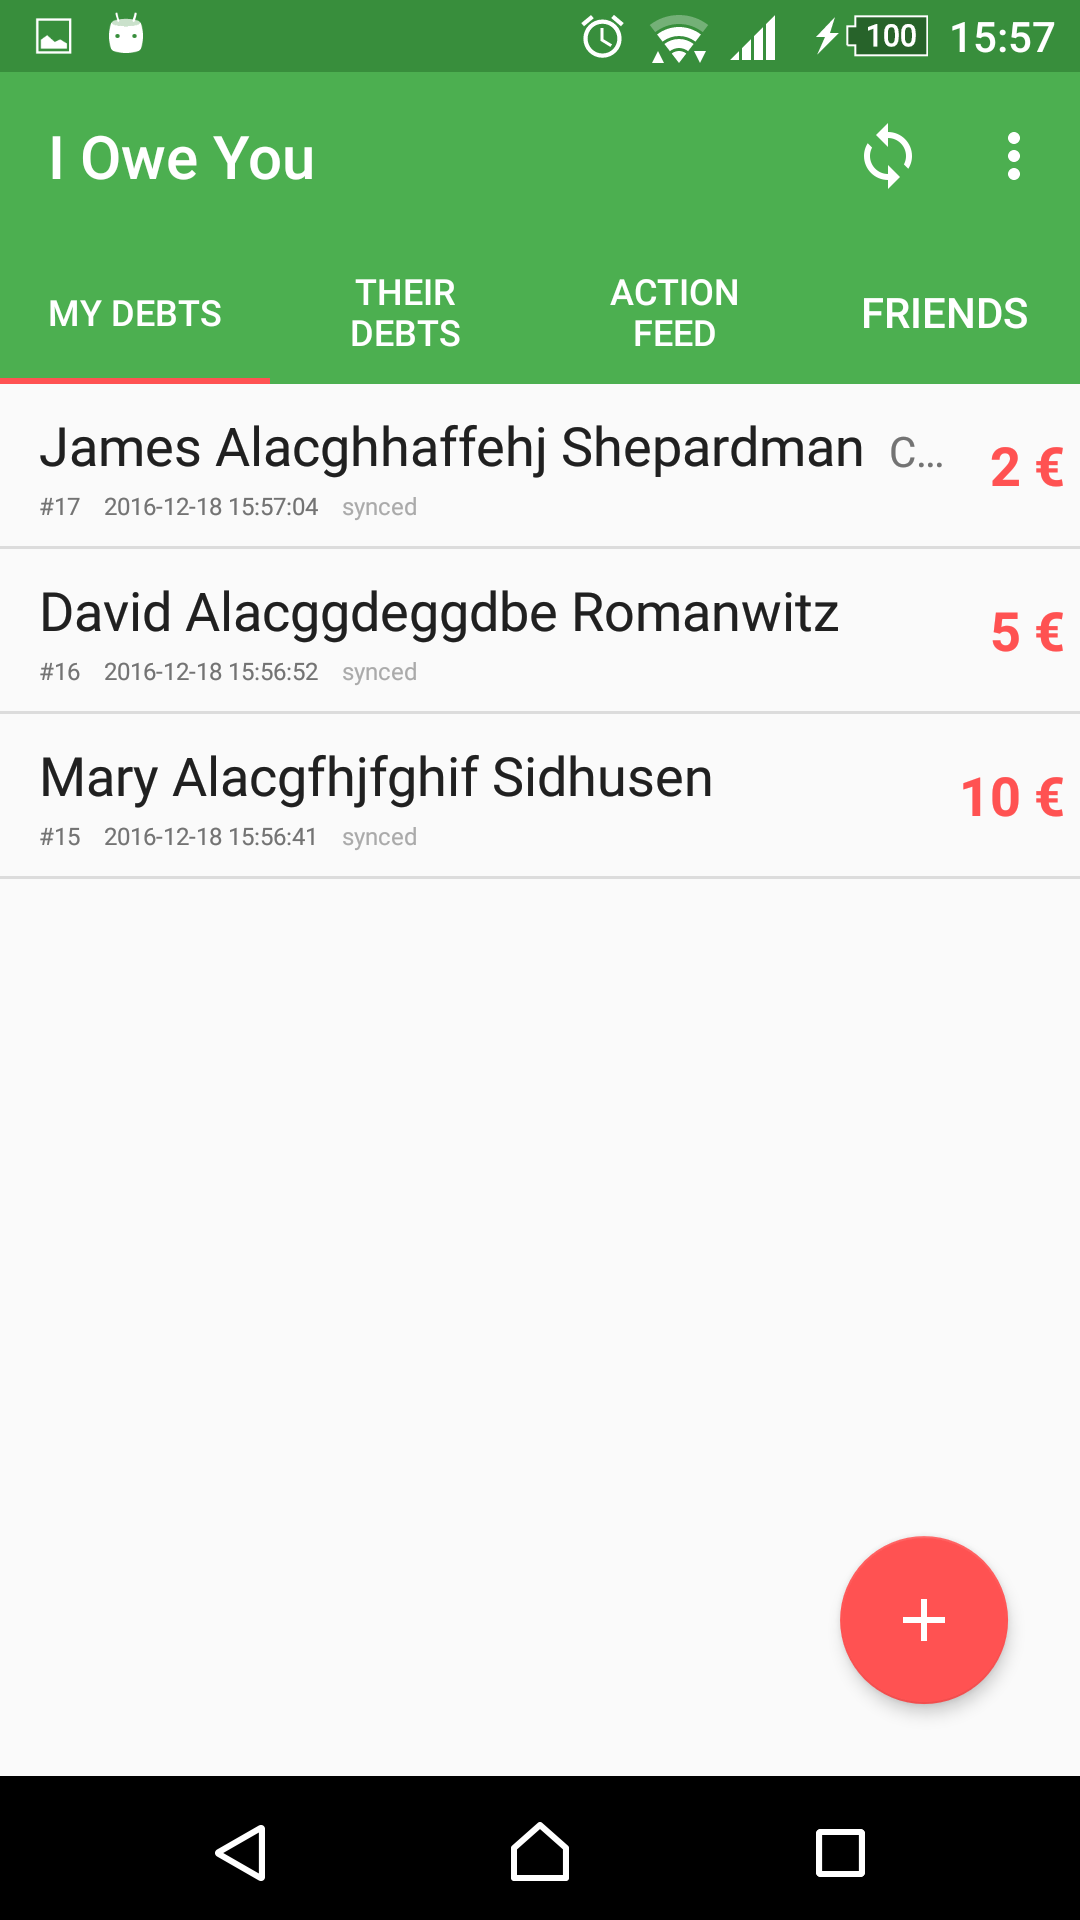 100 15:57
I Owe You
MY DEBTS
THEIR
DEBTS
ACTION
FEED
FRIENDS
James Alacghhaffehj Shepardman C... 2 €
#17 2016-12-18 15:57:04 synced
David Alacggdeggdbe Romanwitz 5 €
#16 2016-12-18 15:56:52 synced
Mary Alacgfhjfghif Sidhusen 10 €
#15 2016-12-18 15:56:41 synced